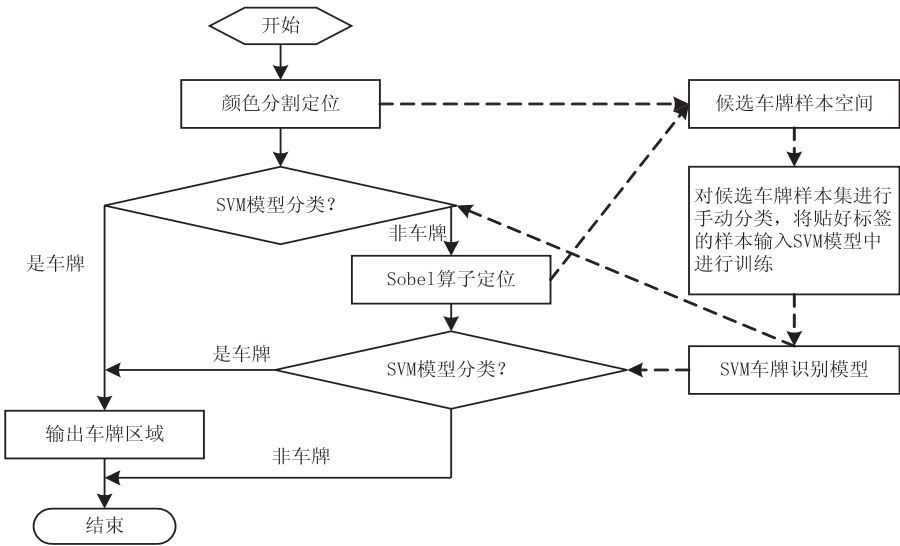 开始
颜色分割定位
候选车牌样本空间
SVM模型分类？
对候选车牌样本集进行
手动分类，将贴好标签
的样本输入SVM模型中
进行训练
非车牌
是车牌
Sobel算子定位
是车牌
SVM模型分类？
SVM车牌识别模型
输出车牌区域
非车牌
结束